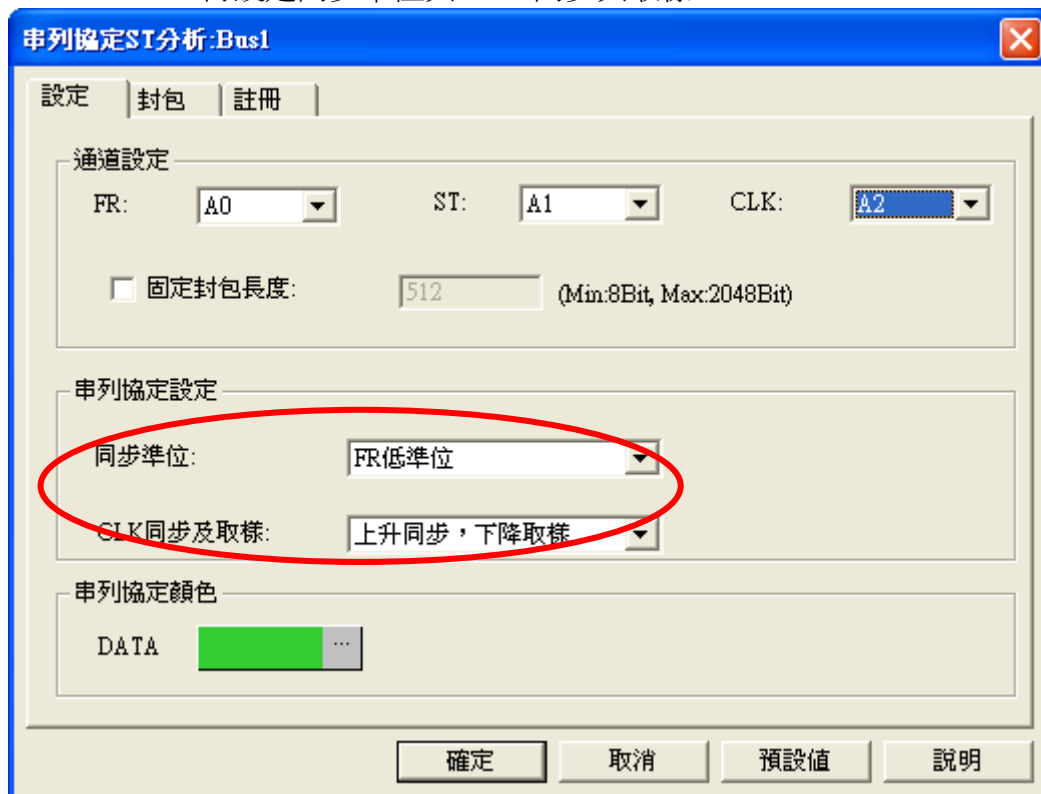 串列協定ST分析:Bus1
設定 封包 註冊
通道設定
FR: A0 ST: A1 CLK: A2
固定封包長度: 512 (Min:8Bit, Max:2048Bit)
串列協定設定
同步準位: FR低準位
CLK同步及取樣: 上升同步，下降取樣
串列協定顏色
DATA ...
確定 取消 預設值 說明